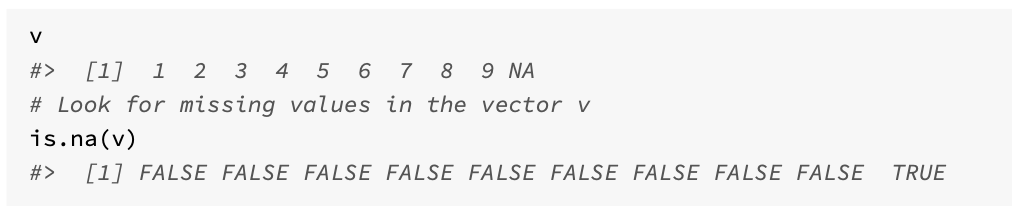 v
#>  [1]  1  2  3  4  5  6  7  8  9 NA
# Look for missing values in the vector v
is.na(v)
#>  [1] FALSE FALSE FALSE FALSE FALSE FALSE FALSE FALSE FALSE  TRUE